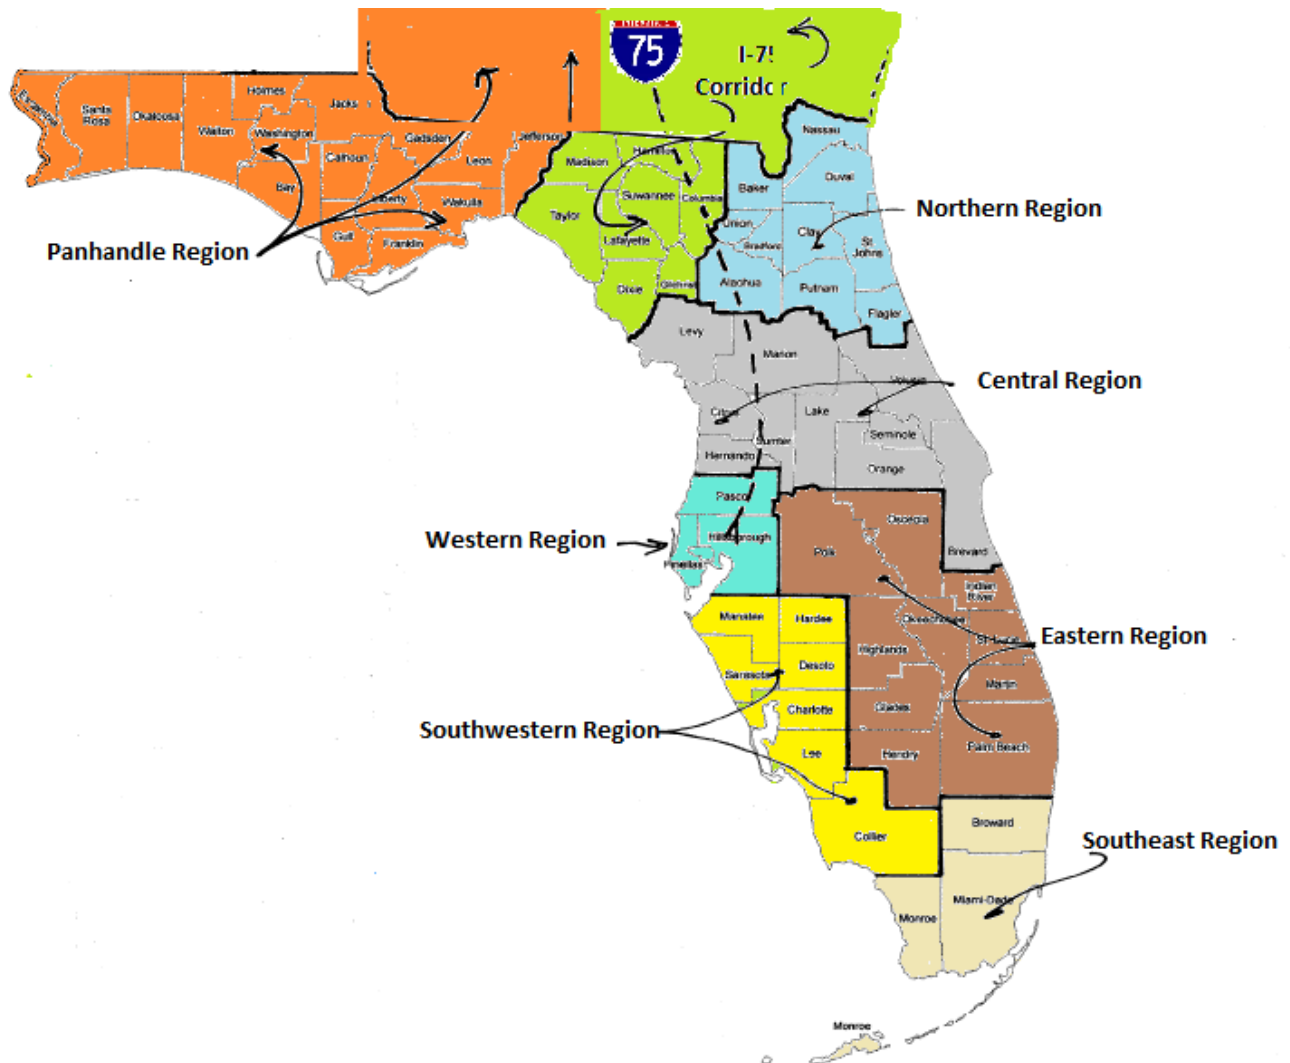 75
I-75
Corridor
Holmes
Jacks
Santa
Rosa
Okaloosa
Walton
Washington
Escambia
Gadsden
Jefferson
Calhoun
Leon
Bay
Liberty
Wakulla
Gulf
Franklin
Panhandle Region
Madison
Hamilton
Suwannee
Columbia
Taylor
Lafayette
Dixie
Gilchrist
Nassau
Duval
Baker
Union
Bradford
Clay
St
Johns
Alachua
Putnam
Flagler
Northern Region
Levy
Marion
Volusia
Central Region
Citrus
Lake
Sumter
Seminole
Hernando
Orange
Brevard
Pasco
Hillsborough
Pinellas
Western Region
Osceola
Polk
Indian
River
Okeechobee
St Lucie
Highlands
Martin
Glades
Hendry
Palm Beach
Eastern Region
Manatee
Hardee
Sarasota
Desoto
Charlotte
Lee
Collier
Southwestern Region
Broward
Miami-Dade
Monroe
Southeast Region
Monroe